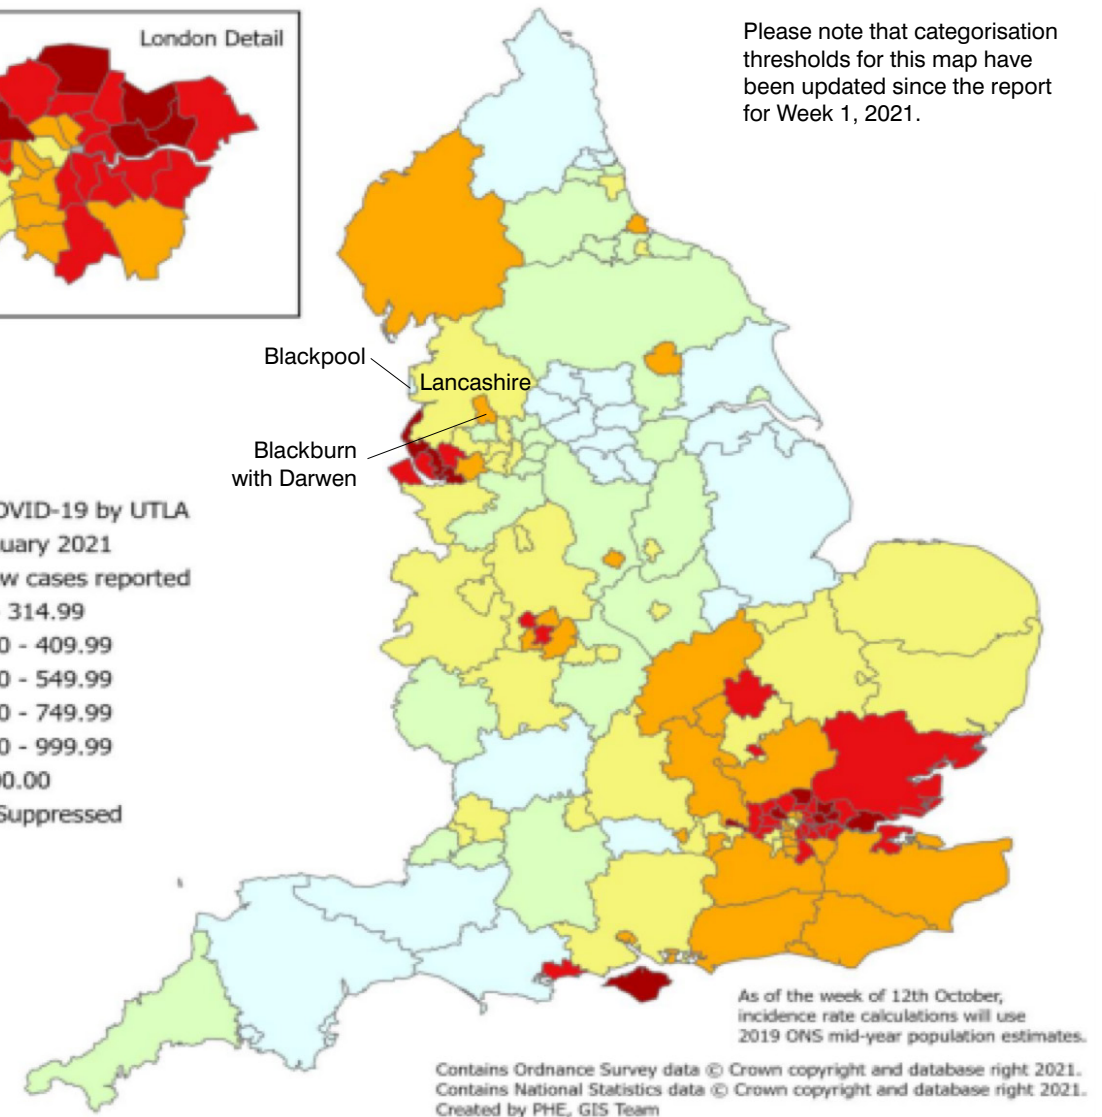 London Detail
Please note that categorisation
thresholds for this map have
been updated since the report
for Week 1, 2021.
Blackpool
Lancashire
Blackburn
with Darwen
OVID-19 by UTLA
uary 2021
w cases reported
314.99
0 - 409.99
0 - 549.99
0 - 749.99
0 - 999.99
00.00
Suppressed
As of the week of 12th October,
incidence rate calculations will use
2019 ONS mid-year population estimates.
Contains Ordnance Survey data © Crown copyright and database right 2021.
Contains National Statistics data © Crown copyright and database right 2021.
Created by PHE, GIS Team